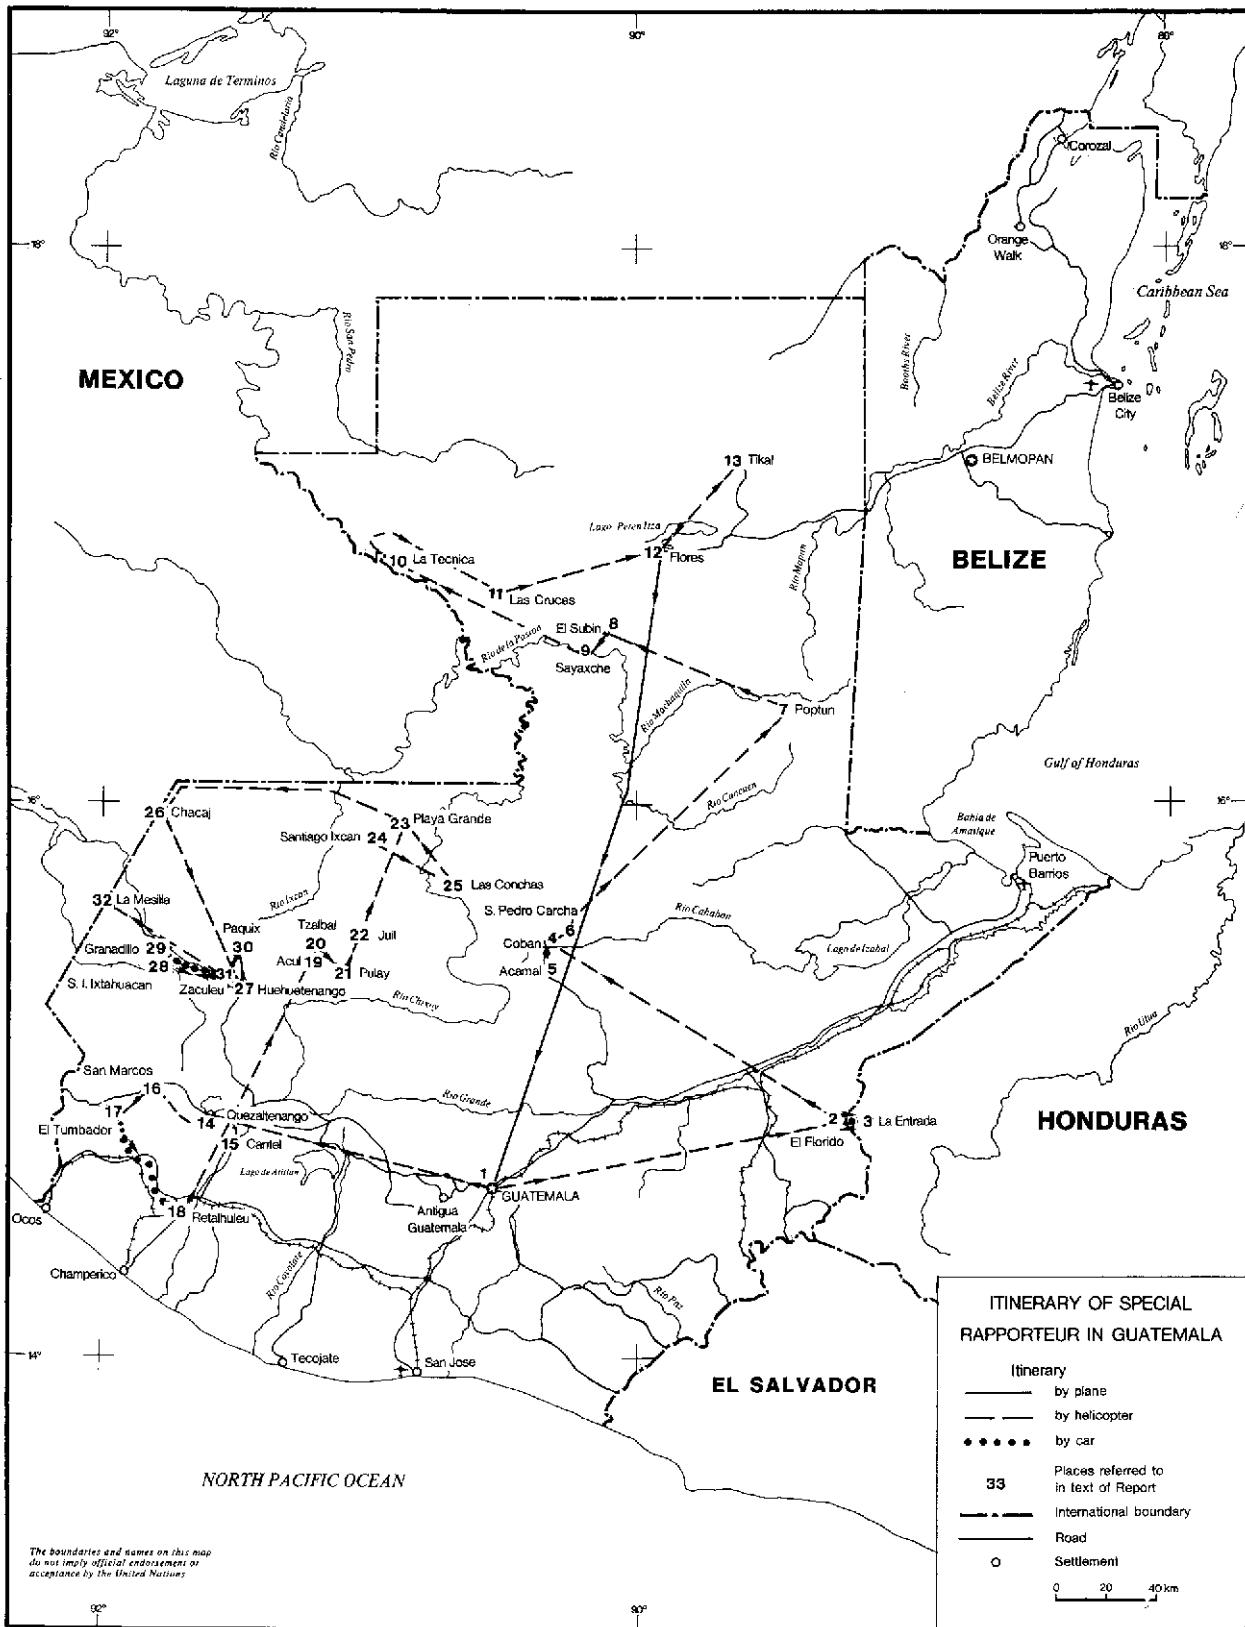 92°
90°
88°
Laguna de Terminos
Rio Candelaria
Corozal
18°
Orange
Walk
18°
Caribbean Sea
Rio San Pedro
MEXICO
Booths River
Belize River
Belize
City
13 Tikal
BELMOPAN
Lago Peten Itza
10 La Tecnica
12 Flores
BELIZE
Rio Mopan
11 Las Cruces
El Subin 8
Rio de la Pasion
9
Sayaxche
Rio Machaquila
7 Poptun
Gulf of Honduras
16°
26 Chacaj
Rio Cancuen
Bahia de
Amatique
23 Playa Grande
Santiago Ixcan
24
Puerto
Barrios
25 Las Conchas
32 La Mesilla
Rio Ixcan
S. Pedro Carcha
Rio Cahabon
Paquix
30
Tzalbal
20
22 Juil
Coban 4 6
Granadillo 29
28
Acul 19
21 Pulay
Acamal 5
Lago de Izabal
S. I. Ixtahuacan
31
Zaculeu
27 Huehuetenango
Rio Chixoy
Rio Ulua
San Marcos
16
17
Rio Grande
14 Quezaltenango
El Tumbador
15 Cantel
2 3 La Entrada
El Florido
HONDURAS
Lago de Atitlan
1
GUATEMALA
Ocos
18 Retalhuleu
Antigua
Guatemala
Champerico
Rio Coyolate
Rio Paz
14°
Tecojate
San Jose
EL SALVADOR
NORTH PACIFIC OCEAN
ITINERARY OF SPECIAL
RAPPORTEUR IN GUATEMALA
Itinerary
by plane
by helicopter
by car
33 Places referred to
in text of Report
International boundary
Road
Settlement
0 20 40 km
The boundaries and names on this map
do not imply official endorsement or
acceptance by the United Nations
92°
90°